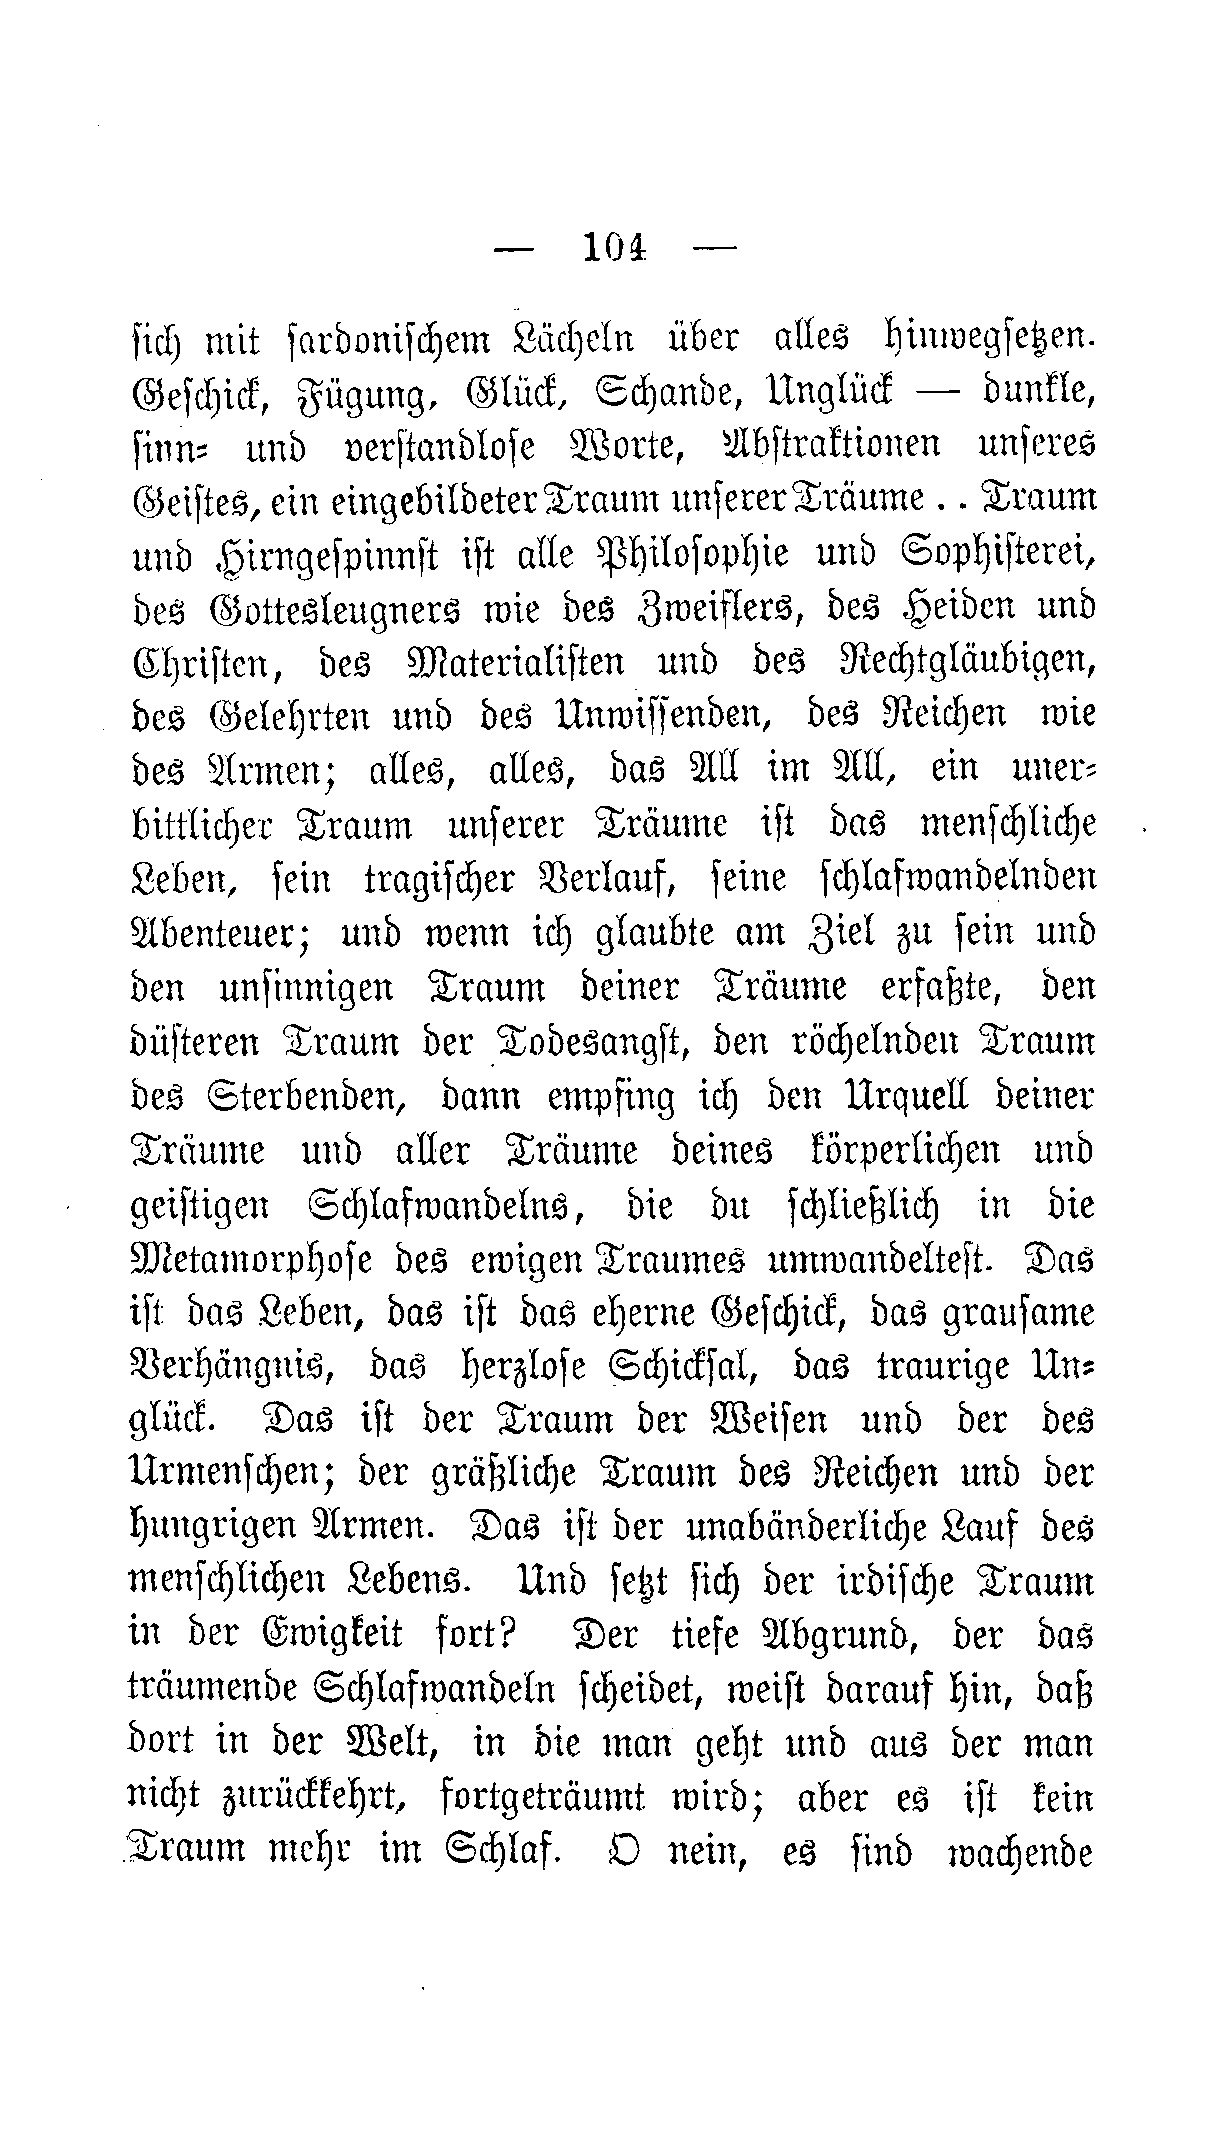 — 104 —
sich mit sardonischem Lächeln über alles hinwegsetzen.
Geschick, Fügung, Glück, Schande, Unglück — dunkle,
sinn= und verstandlose Worte, Abstraktionen unseres
Geistes, ein eingebildeter Traum unserer Träume . . Traum
und Hirngespinnst ist alle Philosophie und Sophisterei,
des Gottesleugners wie des Zweiflers, des Heiden und
Christen, des Materialisten und des Rechtgläubigen,
des Gelehrten und des Unwissenden, des Reichen wie
des Armen; alles, alles, das All im All, ein uner=
bittlicher Traum unserer Träume ist das menschliche
Leben, sein tragischer Verlauf, seine schlafwandelnden
Abenteuer; und wenn ich glaubte am Ziel zu sein und
den unsinnigen Traum deiner Träume erfaßte, den
düsteren Traum der Todesangst, den röchelnden Traum
des Sterbenden, dann empfing ich den Urquell deiner
Träume und aller Träume deines körperlichen und
geistigen Schlafwandelns, die du schließlich in die
Metamorphose des ewigen Traumes umwandeltest. Das
ist das Leben, das ist das eherne Geschick, das grausame
Verhängnis, das herzlose Schicksal, das traurige Un=
glück. Das ist der Traum der Weisen und der des
Urmenschen; der gräßliche Traum des Reichen und der
hungrigen Armen. Das ist der unabänderliche Lauf des
menschlichen Lebens. Und setzt sich der irdische Traum
in der Ewigkeit fort? Der tiefe Abgrund, der das
träumende Schlafwandeln scheidet, weist darauf hin, daß
dort in der Welt, in die man geht und aus der man
nicht zurückkehrt, fortgeträumt wird; aber es ist kein
Traum mehr im Schlaf. O nein, es sind wachende